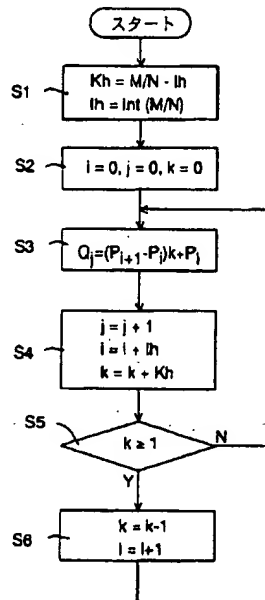 スタート
S1
Kh = M/N - Ih
Ih = Int (M/N)
S2
i = 0, j = 0, k = 0
S3
Qj=(Pi+1-Pi)k+Pi
S4
j = j + 1
i = i + Ih
k = k + Kh
S5
k ≥ 1
N
Y
S6
k = k-1
i = i+1